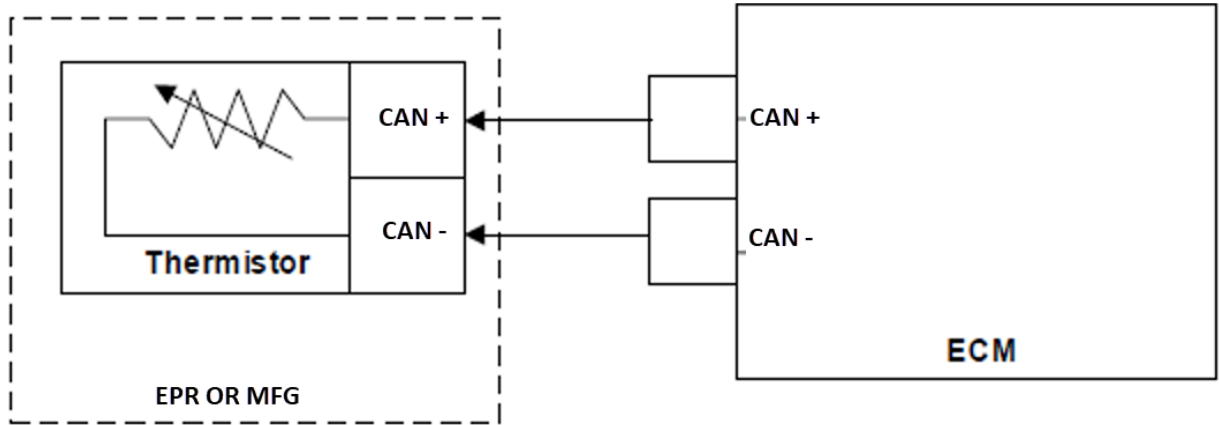 CAN +
CAN -
Thermistor
EPR OR MFG
CAN +
CAN -
ECM